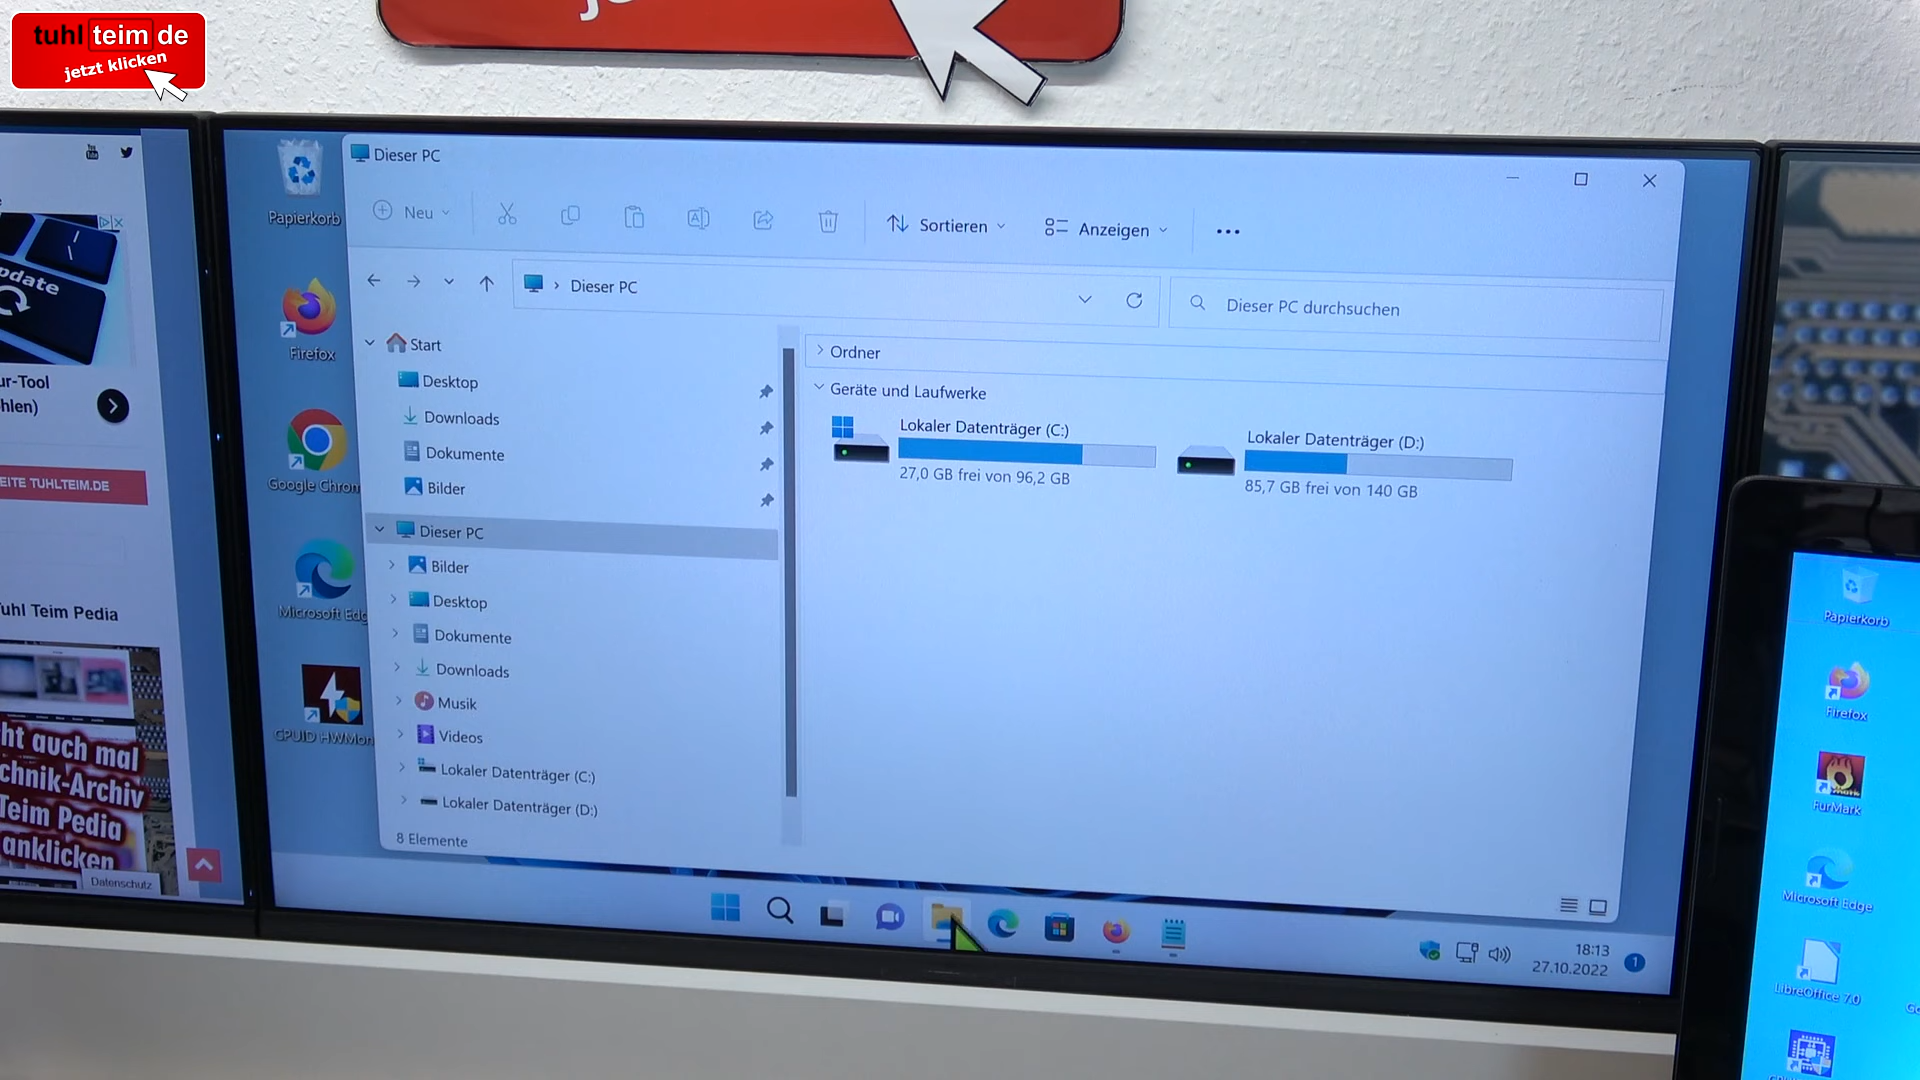 tuhl teim de
jetzt klicken
update
ur-Tool
hlen)
EITE TUHLTEIM.DE
Tuhl Teim Pedia
ht auch mal
chnik-Archiv
Teim Pedia
anklicken
Datenschutz
Papierkorb
Firefox
Google Chrom
Microsoft Edg
CPUID HWMon
Dieser PC
Neu
Sortieren
Anzeigen
Dieser PC
Dieser PC durchsuchen
Start
Desktop
Downloads
Dokumente
Bilder
Dieser PC
Bilder
Desktop
Dokumente
Downloads
Musik
Videos
Lokaler Datenträger (C:)
Lokaler Datenträger (D:)
8 Elemente
Ordner
Geräte und Laufwerke
Lokaler Datenträger (C:)
27,0 GB frei von 96,2 GB
Lokaler Datenträger (D:)
85,7 GB frei von 140 GB
18:13
27.10.2022
1
Papierkorb
Firefox
FurMark
Microsoft Edge
LibreOffice 7.0